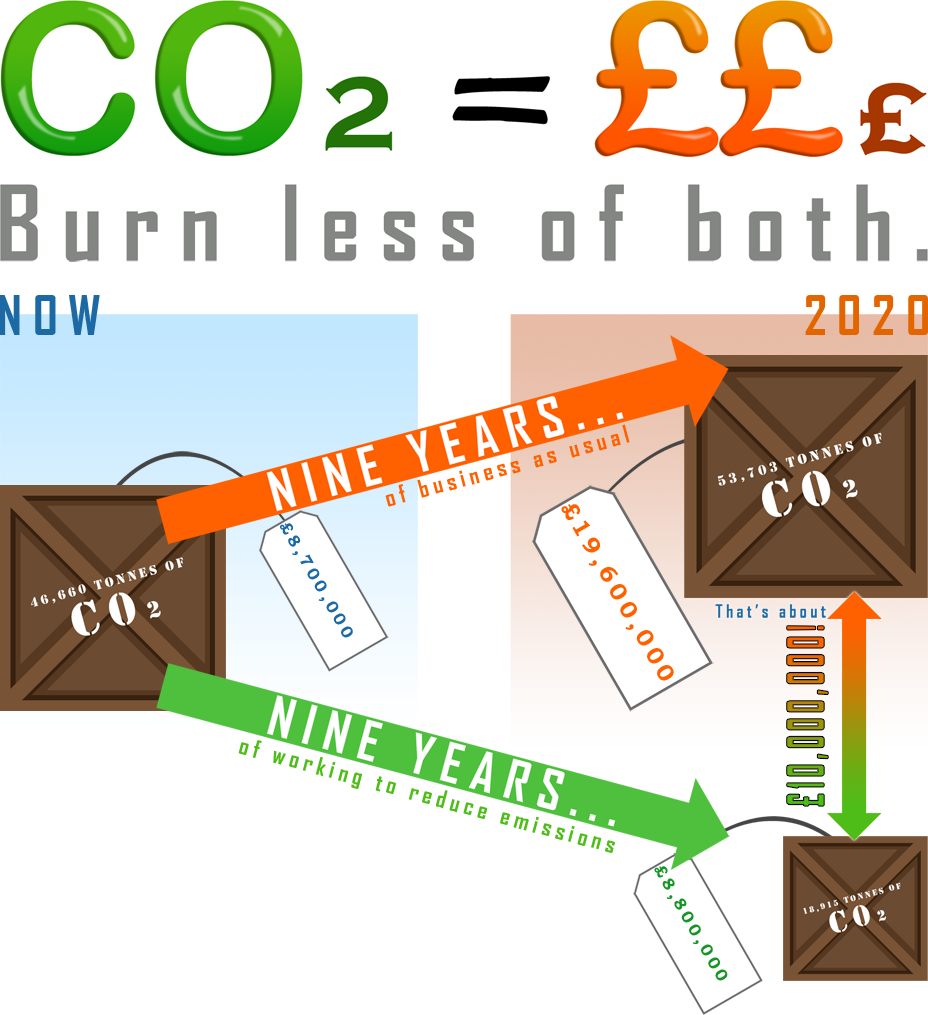 CO2 = £££
Burn less of both.
NOW
2020
NINE YEARS...
of business as usual
53,703 TONNES OF
CO2
£8,700,000
£19,600,000
46,660 TONNES OF
CO2
That's about
£10,000,000!
NINE YEARS...
of working to reduce emissions
£8,800,000
18,915 TONNES OF
CO2